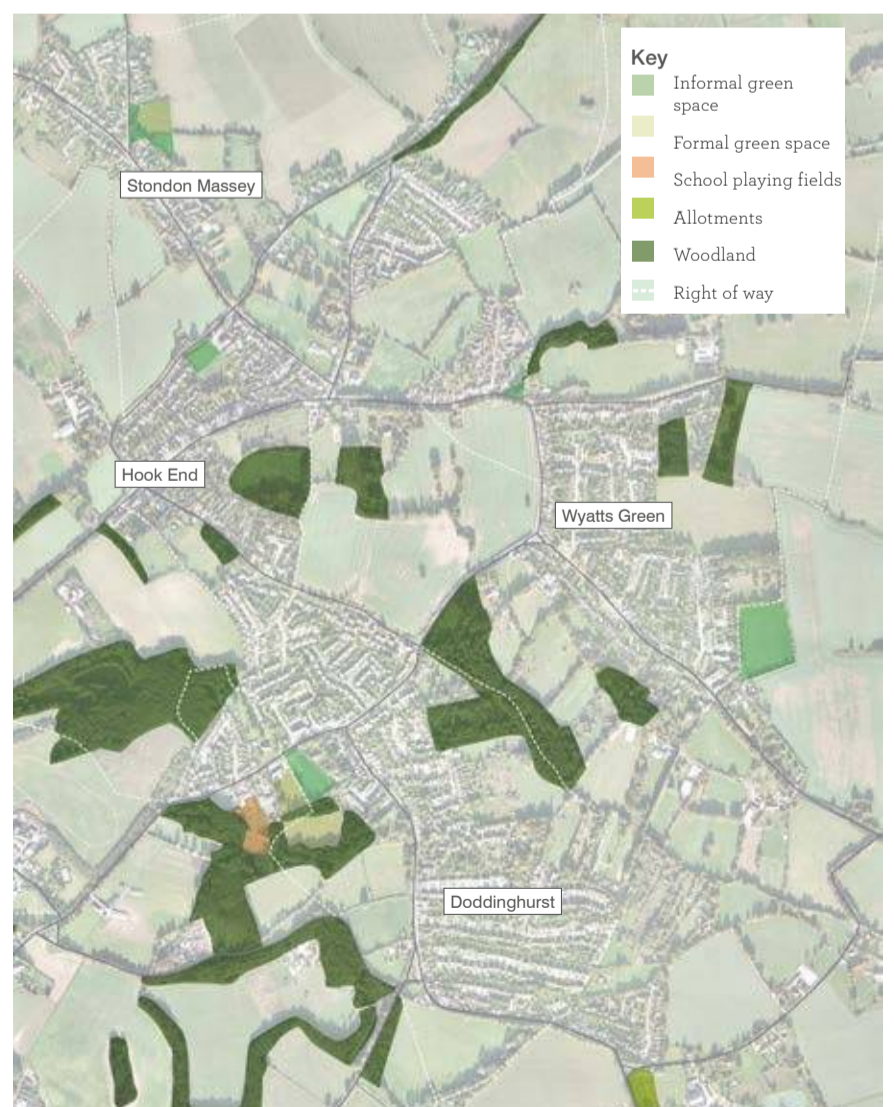 Key
Informal green
space
Formal green space
School playing fields
Allotments
Woodland
Right of way
Stondon Massey
Hook End
Wyatts Green
Doddinghurst